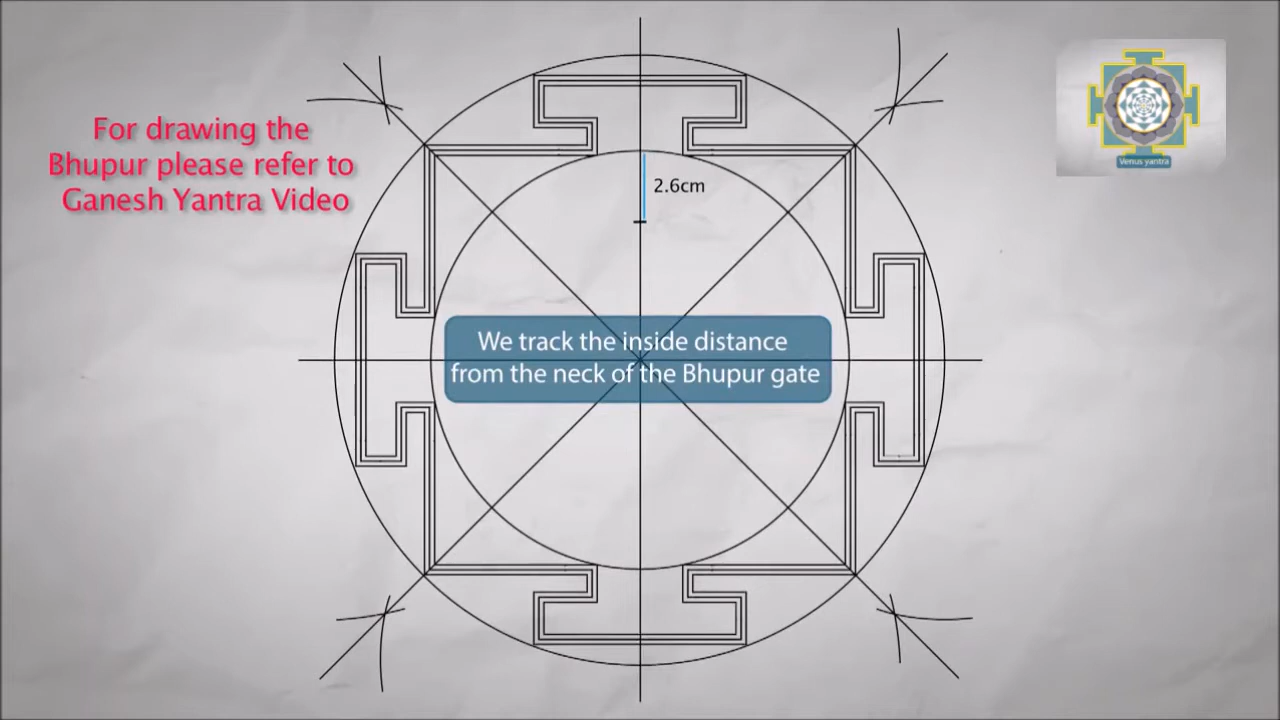 For drawing the
Bhupur please refer to
Ganesh Yantra Video
Venus yantra
2.6cm
We track the inside distance
from the neck of the Bhupur gate